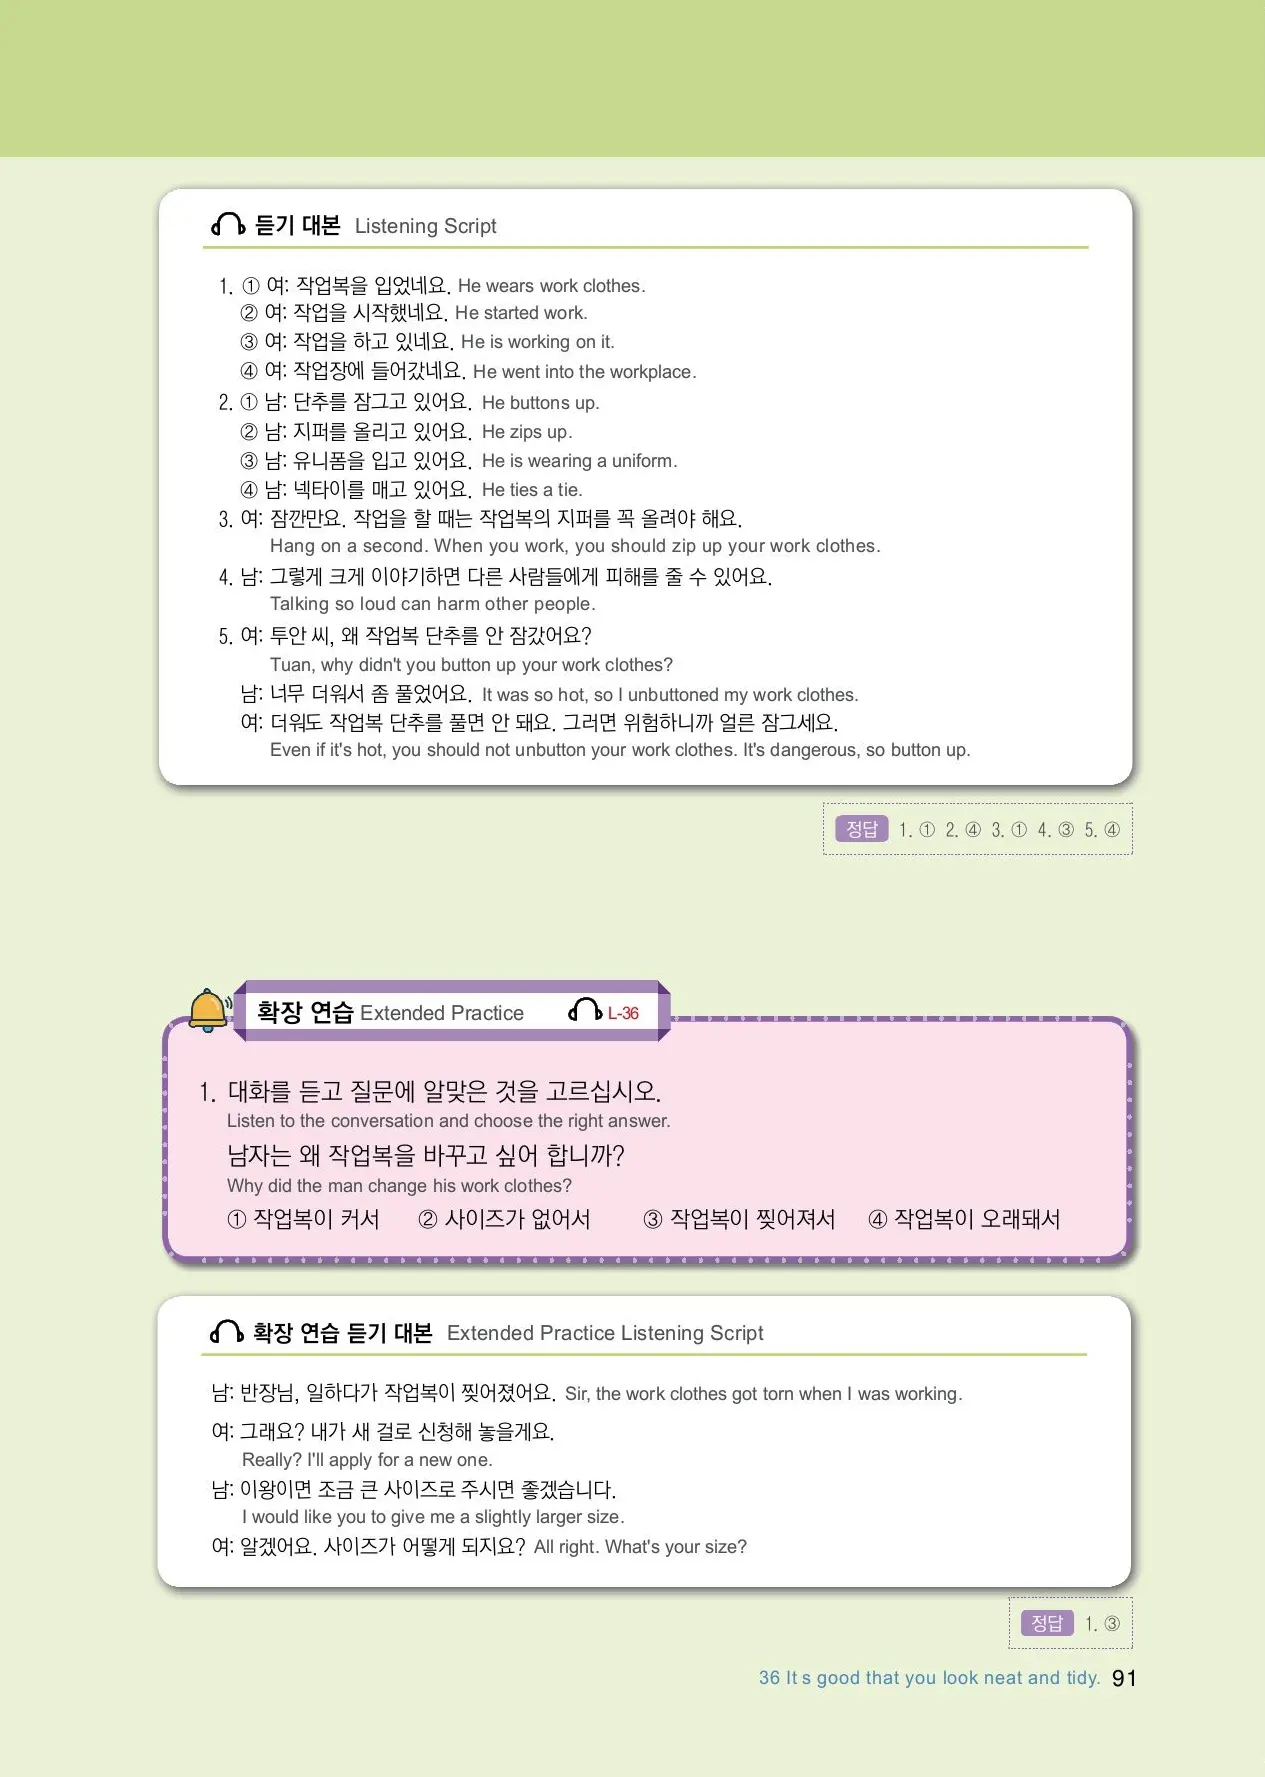 듣기 대본 Listening Script
1. ① 여: 작업복을 입었네요. He wears work clothes.
② 여: 작업을 시작했네요. He started work.
③ 여: 작업을 하고 있네요. He is working on it.
④ 여: 작업장에 들어갔네요. He went into the workplace.
2. ① 남: 단추를 잠그고 있어요. He buttons up.
② 남: 지퍼를 올리고 있어요. He zips up.
③ 남: 유니폼을 입고 있어요. He is wearing a uniform.
④ 남: 넥타이를 매고 있어요. He ties a tie.
3. 여: 잠깐만요. 작업을 할 때는 작업복의 지퍼를 꼭 올려야 해요.
Hang on a second. When you work, you should zip up your work clothes.
4. 남: 그렇게 크게 이야기하면 다른 사람들에게 피해를 줄 수 있어요.
Talking so loud can harm other people.
5. 여: 투안 씨, 왜 작업복 단추를 안 잠갔어요?
Tuan, why didn't you button up your work clothes?
남: 너무 더워서 좀 풀었어요. It was so hot, so I unbuttoned my work clothes.
여: 더워도 작업복 단추를 풀면 안 돼요. 그러면 위험하니까 얼른 잠그세요.
Even if it's hot, you should not unbutton your work clothes. It's dangerous, so button up.
정답 1. ① 2. ④ 3. ① 4. ③ 5. ④
확장 연습 Extended Practice L-36
1. 대화를 듣고 질문에 알맞은 것을 고르십시오.
Listen to the conversation and choose the right answer.
남자는 왜 작업복을 바꾸고 싶어 합니까?
Why did the man change his work clothes?
① 작업복이 커서 ② 사이즈가 없어서 ③ 작업복이 찢어져서 ④ 작업복이 오래돼서
확장 연습 듣기 대본 Extended Practice Listening Script
남: 반장님, 일하다가 작업복이 찢어졌어요. Sir, the work clothes got torn when I was working.
여: 그래요? 내가 새 걸로 신청해 놓을게요.
Really? I'll apply for a new one.
남: 이왕이면 조금 큰 사이즈로 주시면 좋겠습니다.
I would like you to give me a slightly larger size.
여: 알겠어요. 사이즈가 어떻게 되지요? All right. What's your size?
정답 1. ③
36 It s good that you look neat and tidy. 91